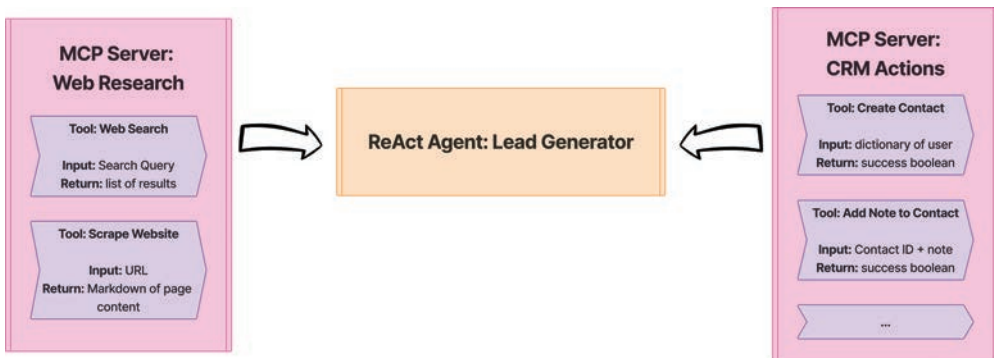 MCP Server:
Web Research
Tool: Web Search
Input: Search Query
Return: list of results
Tool: Scrape Website
Input: URL
Return: Markdown of page
content
ReAct Agent: Lead Generator
MCP Server:
CRM Actions
Tool: Create Contact
Input: dictionary of user
Return: success boolean
Tool: Add Note to Contact
Input: Contact ID + note
Return: success boolean
...